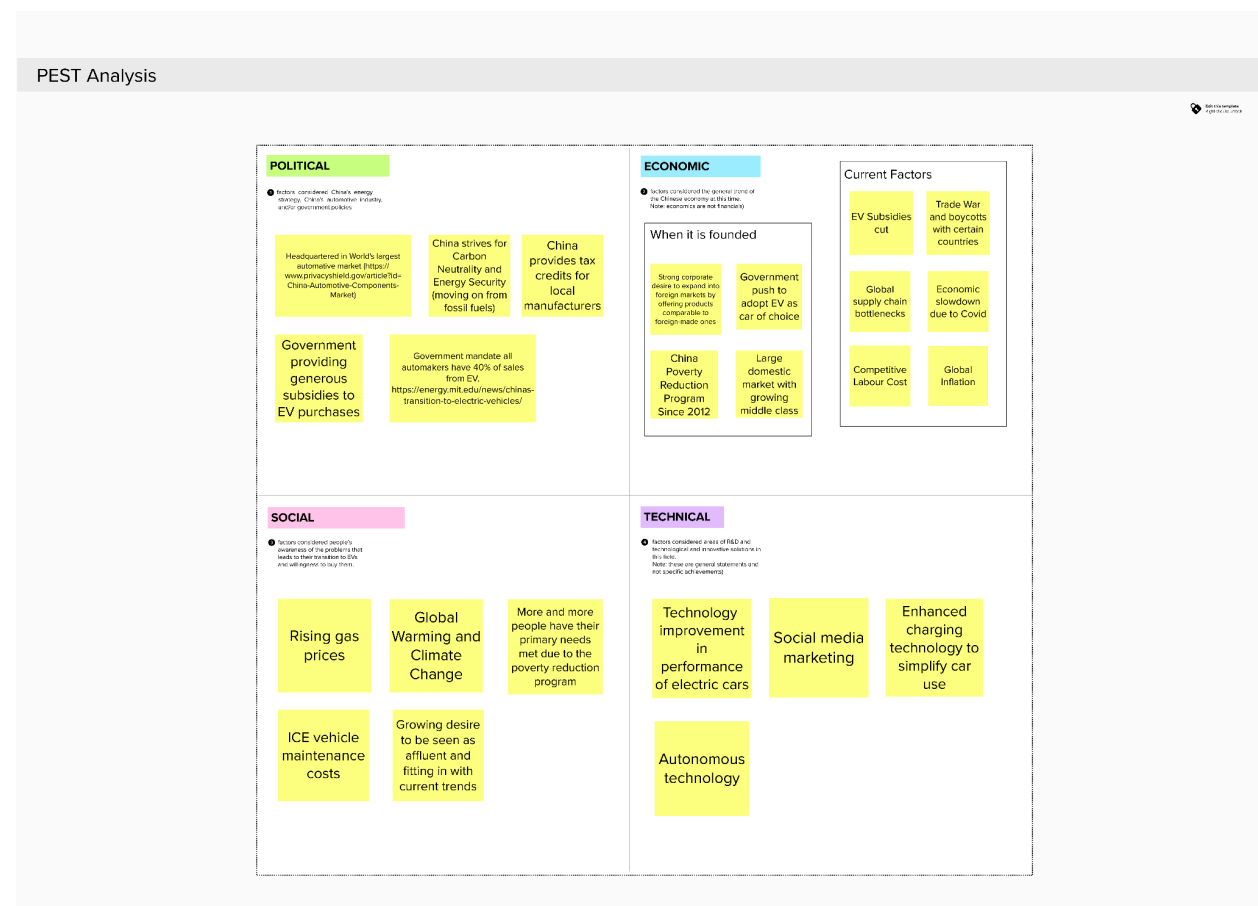 PEST Analysis
Edit this template
POLITICAL
1 factors considered China's energy
strategy, China's automotive industry,
and/or government policies
Headquartered in World's largest
automative market (https://
www.privacyshield.gov/article?id=
China-Automotive-Components-
Market)
China strives for
Carbon
Neutrality and
Energy Security
(moving on from
fossil fuels)
China
provides tax
credits for
local
manufacturers
Government
providing
generous
subsidies to
EV purchases
Government mandate all
automakers have 40% of sales
from EV.
https://energy.mit.edu/news/chinas-
transition-to-electric-vehicles/
ECONOMIC
2 factors considered the general trend of
the Chinese economy at this time.
Note: economics are not financials)
When it is founded
Strong corporate
desire to expand into
foreign markets by
offering products
comparable to
foreign-made ones
Government
push to
adopt EV as
car of choice
China
Poverty
Reduction
Program
Since 2012
Large
domestic
market with
growing
middle class
Current Factors
EV Subsidies
cut
Trade War
and boycotts
with certain
countries
Global
supply chain
bottlenecks
Economic
slowdown
due to Covid
Competitive
Labour Cost
Global
Inflation
SOCIAL
3 factors considered people's
awareness of the problems that
leads to their transition to EVs
and willingness to buy them.
Rising gas
prices
Global
Warming and
Climate
Change
More and more
people have their
primary needs
met due to the
poverty reduction
program
ICE vehicle
maintenance
costs
Growing desire
to be seen as
affluent and
fitting in with
current trends
TECHNICAL
4 factors considered areas of R&D and
technological and innovative solutions in
this field.
Note: these are general statements and
not specific achievements)
Technology
improvement
in
performance
of electric cars
Social media
marketing
Enhanced
charging
technology to
simplify car
use
Autonomous
technology